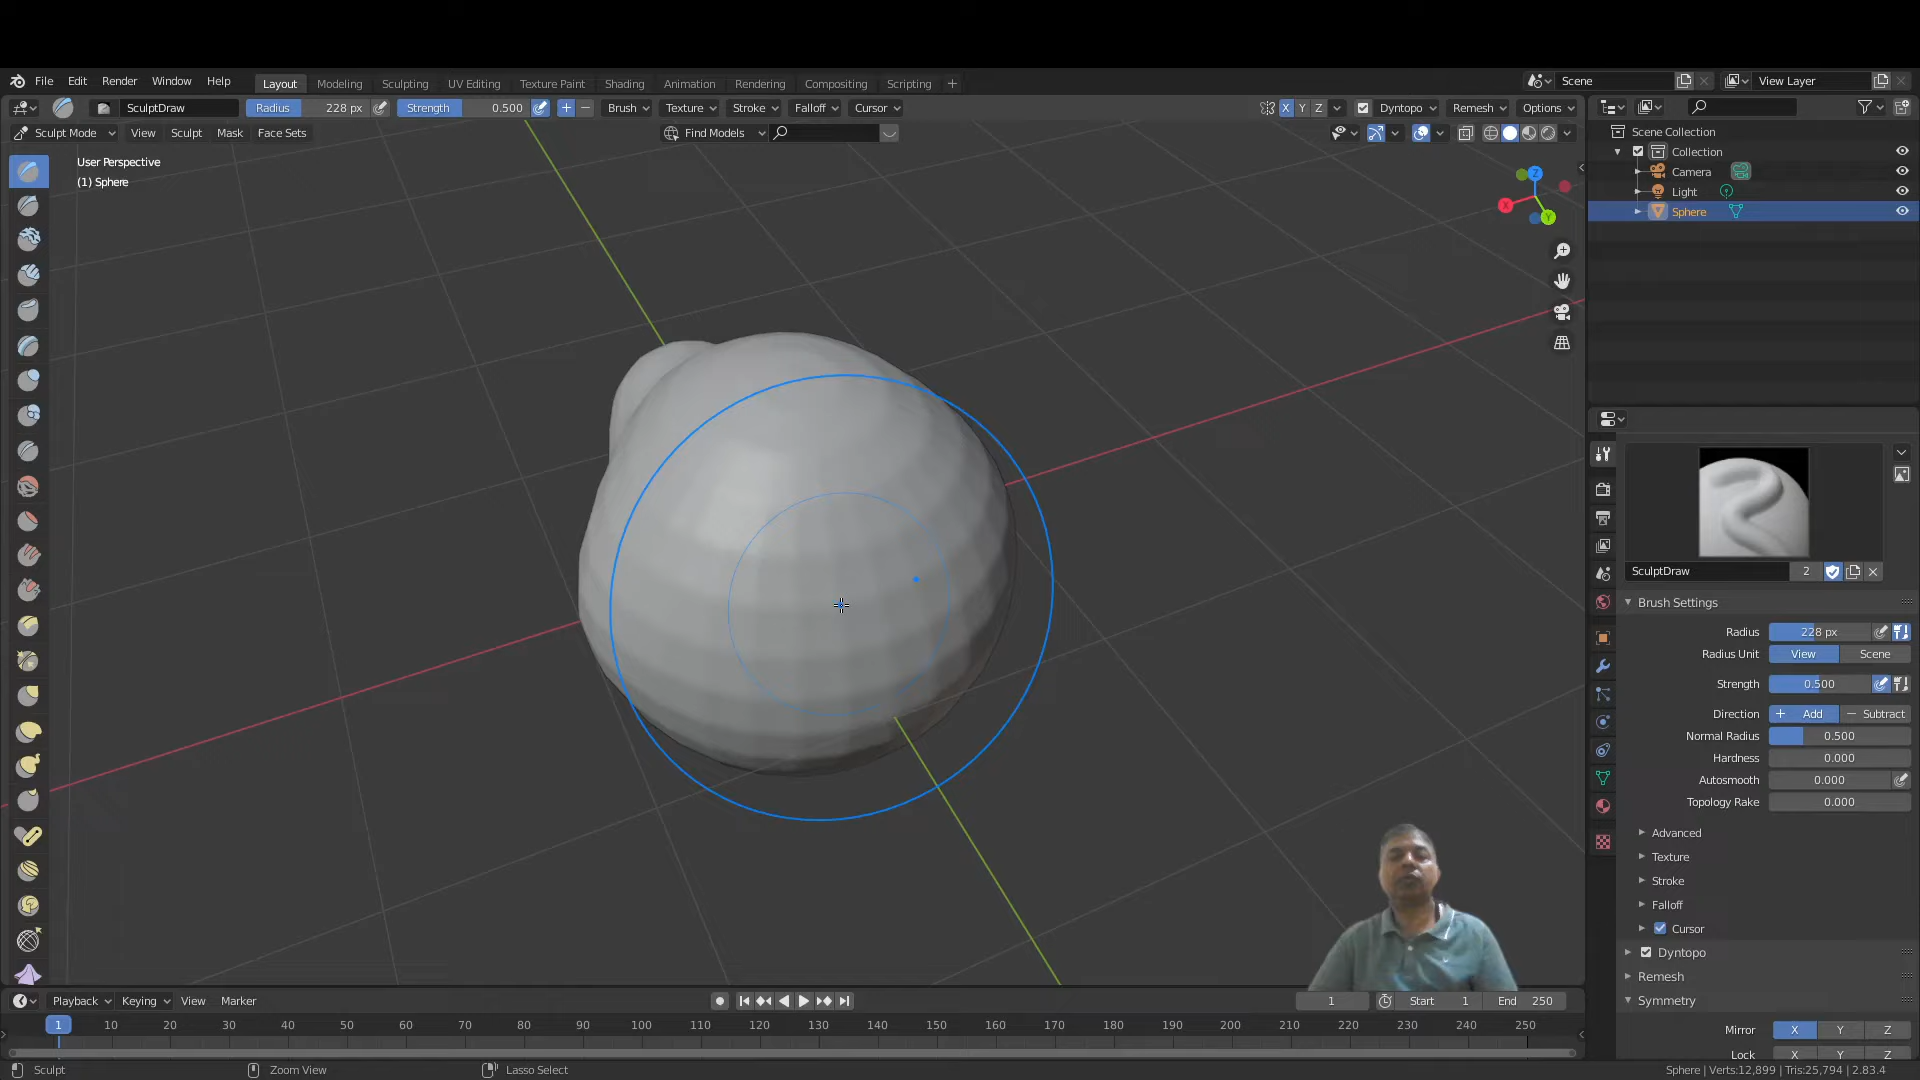 File Edit Render Window Help
Layout Modeling Sculpting UV Editing Texture Paint Shading Animation Rendering Compositing Scripting +
Scene
View Layer
SculptDraw Radius 228 px Strength 0.500 + − Brush Texture Stroke Falloff Cursor
X Y Z Dyntopo Remesh Options
Sculpt Mode View Sculpt Mask Face Sets
Find Models
User Perspective
(1) Sphere
Z
X
Y
Scene Collection
Collection
Camera
Light
Sphere
SculptDraw 2
Brush Settings
Radius 228 px
Radius Unit View Scene
Strength 0.500
Direction + Add − Subtract
Normal Radius 0.500
Hardness 0.000
Autosmooth 0.000
Topology Rake 0.000
Advanced
Texture
Stroke
Falloff
Cursor
Dyntopo
Remesh
Symmetry
Mirror X Y Z
Lock X Y Z
Playback Keying View Marker
1 Start 1 End 250
1 10 20 30 40 50 60 70 80 90 100 110 120 130 140 150 160 170 180 190 200 210 220 230 240 250
Sculpt Zoom View Lasso Select
Sphere | Verts:12,899 | Tris:25,794 | 2.83.4